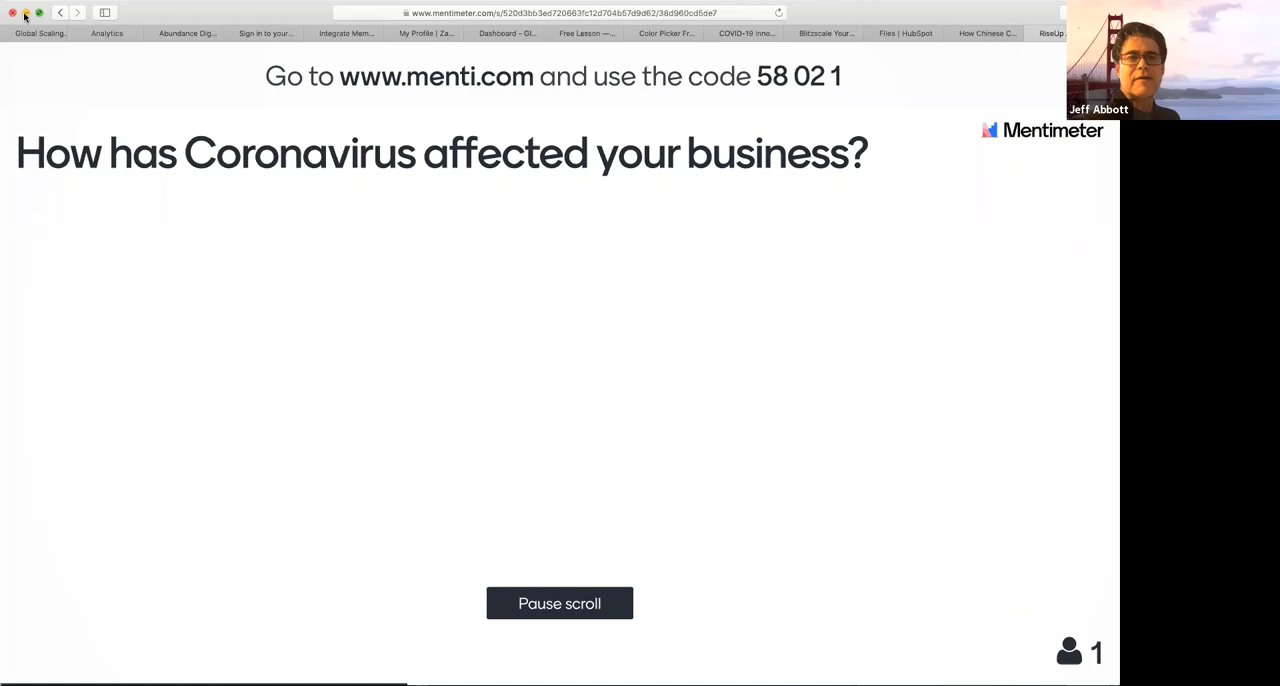 www.mentimeter.com/s/520d3bb3ed720663fc12d704b57d9d62/38d960cd5de7
Global Scaling.
Analytics
Abundance Dig...
Sign in to your...
Integrate Mem...
My Profile | Za...
Dashboard – Gl...
Free Lesson —...
Color Picker Fr...
COVID-19 Inno...
Blitzscale Your...
Files | HubSpot
How Chinese C...
RiseUp
Jeff Abbott
Go to www.menti.com and use the code 58 02 1
Mentimeter
How has Coronavirus affected your business?
Pause scroll
1